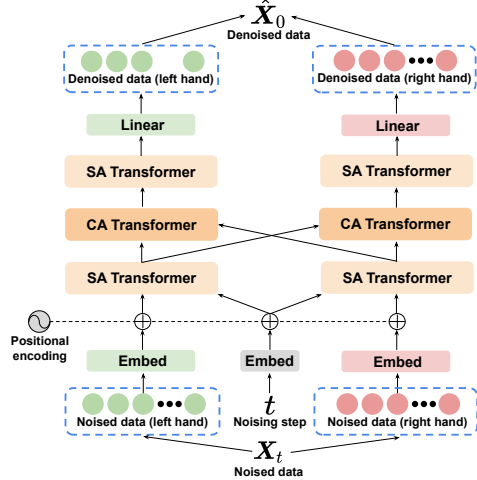 X̂₀
Denoised data
Denoised data (left hand)
Denoised data (right hand)
Linear
Linear
SA Transformer
SA Transformer
CA Transformer
CA Transformer
SA Transformer
SA Transformer
Positional
encoding
Embed
Embed
Embed
Noised data (left hand)
t
Noising step
Noised data (right hand)
Xₜ
Noised data